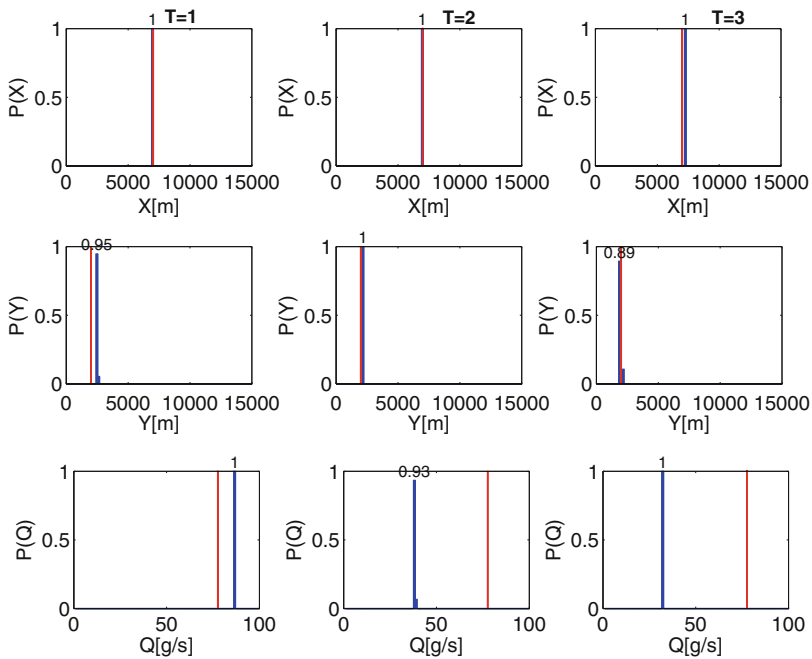 T=1 T=2 T=3
1 1 1
1 1 1
P(X) P(X) P(X)
0.5 0.5 0.5
0 0 0
0 5000 10000 15000 0 5000 10000 15000 0 5000 10000 15000
X[m] X[m] X[m]
0.95 1 0.89
1 1 1
P(Y) P(Y) P(Y)
0.5 0.5 0.5
0 0 0
0 5000 10000 15000 0 5000 10000 15000 0 5000 10000 15000
Y[m] Y[m] Y[m]
1 0.93 1
1 1 1
P(Q) P(Q) P(Q)
0.5 0.5 0.5
0 0 0
0 50 100 0 50 100 0 50 100
Q[g/s] Q[g/s] Q[g/s]